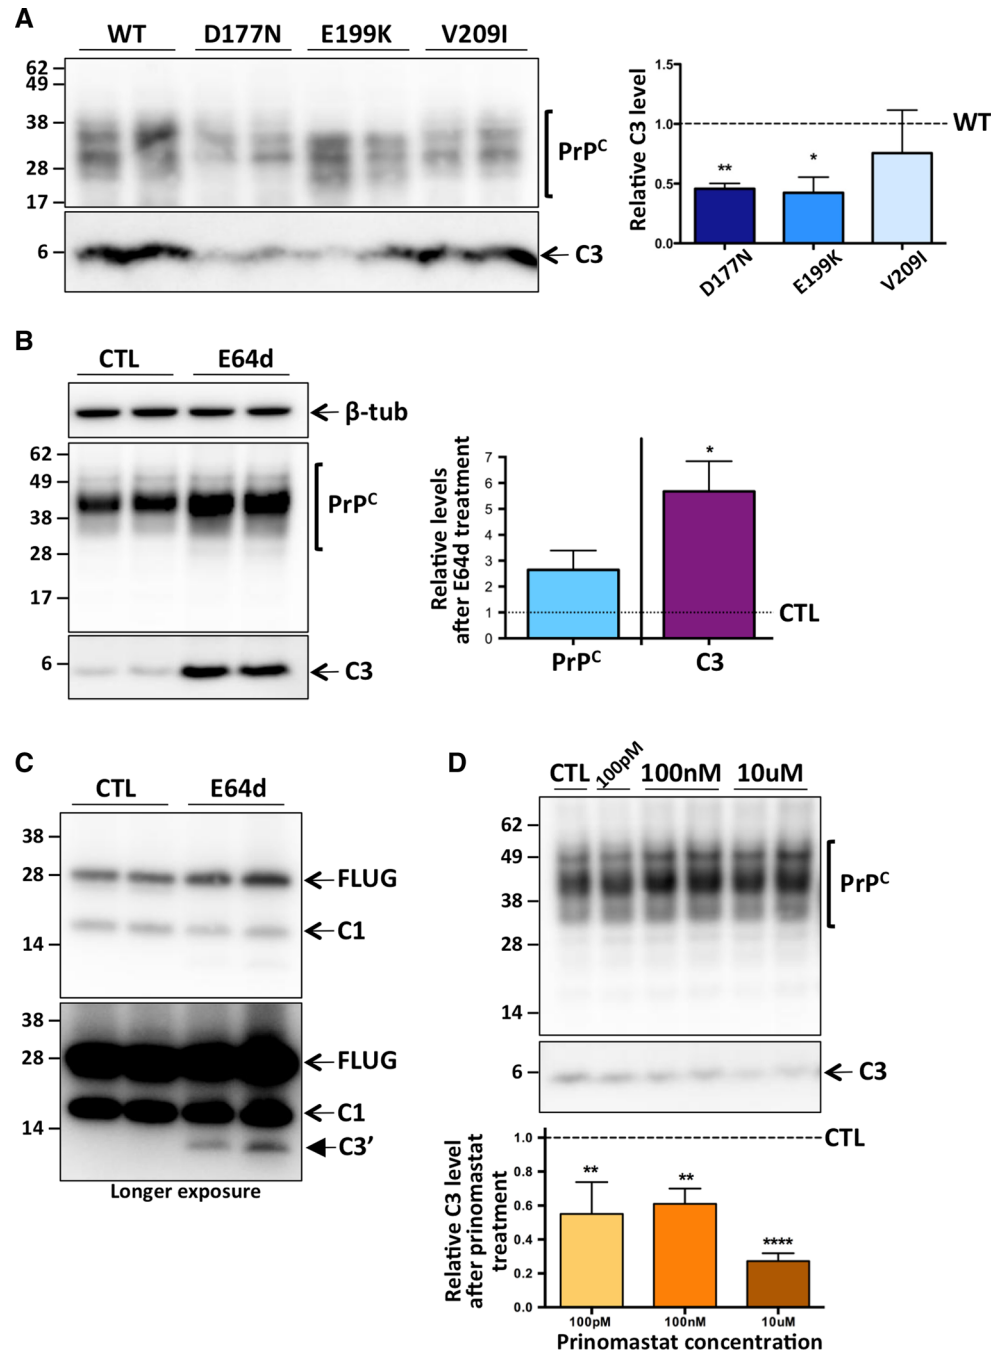 A
WT D177N E199K V209I
62
49
38
28
17
PrPC
6
C3
Relative C3 level
1.5
1.0
0.5
0.0
WT
**
*
D177N E199K V209I
B
CTL E64d
β-tub
62
49
38
28
17
PrPC
6
C3
Relative levels
after E64d treatment
7
6
5
4
3
2
1
0
*
CTL
PrPC C3
C
CTL E64d
38
28
14
FLUG
C1
38
28
14
FLUG
C1
C3’
Longer exposure
D
CTL 100pM 100nM 10uM
62
49
38
28
14
PrPC
6
C3
Relative C3 level
after prinomastat
treatment
1.0
0.8
0.6
0.4
0.2
0.0
CTL
**
**
****
100pM 100nM 10uM
Prinomastat concentration